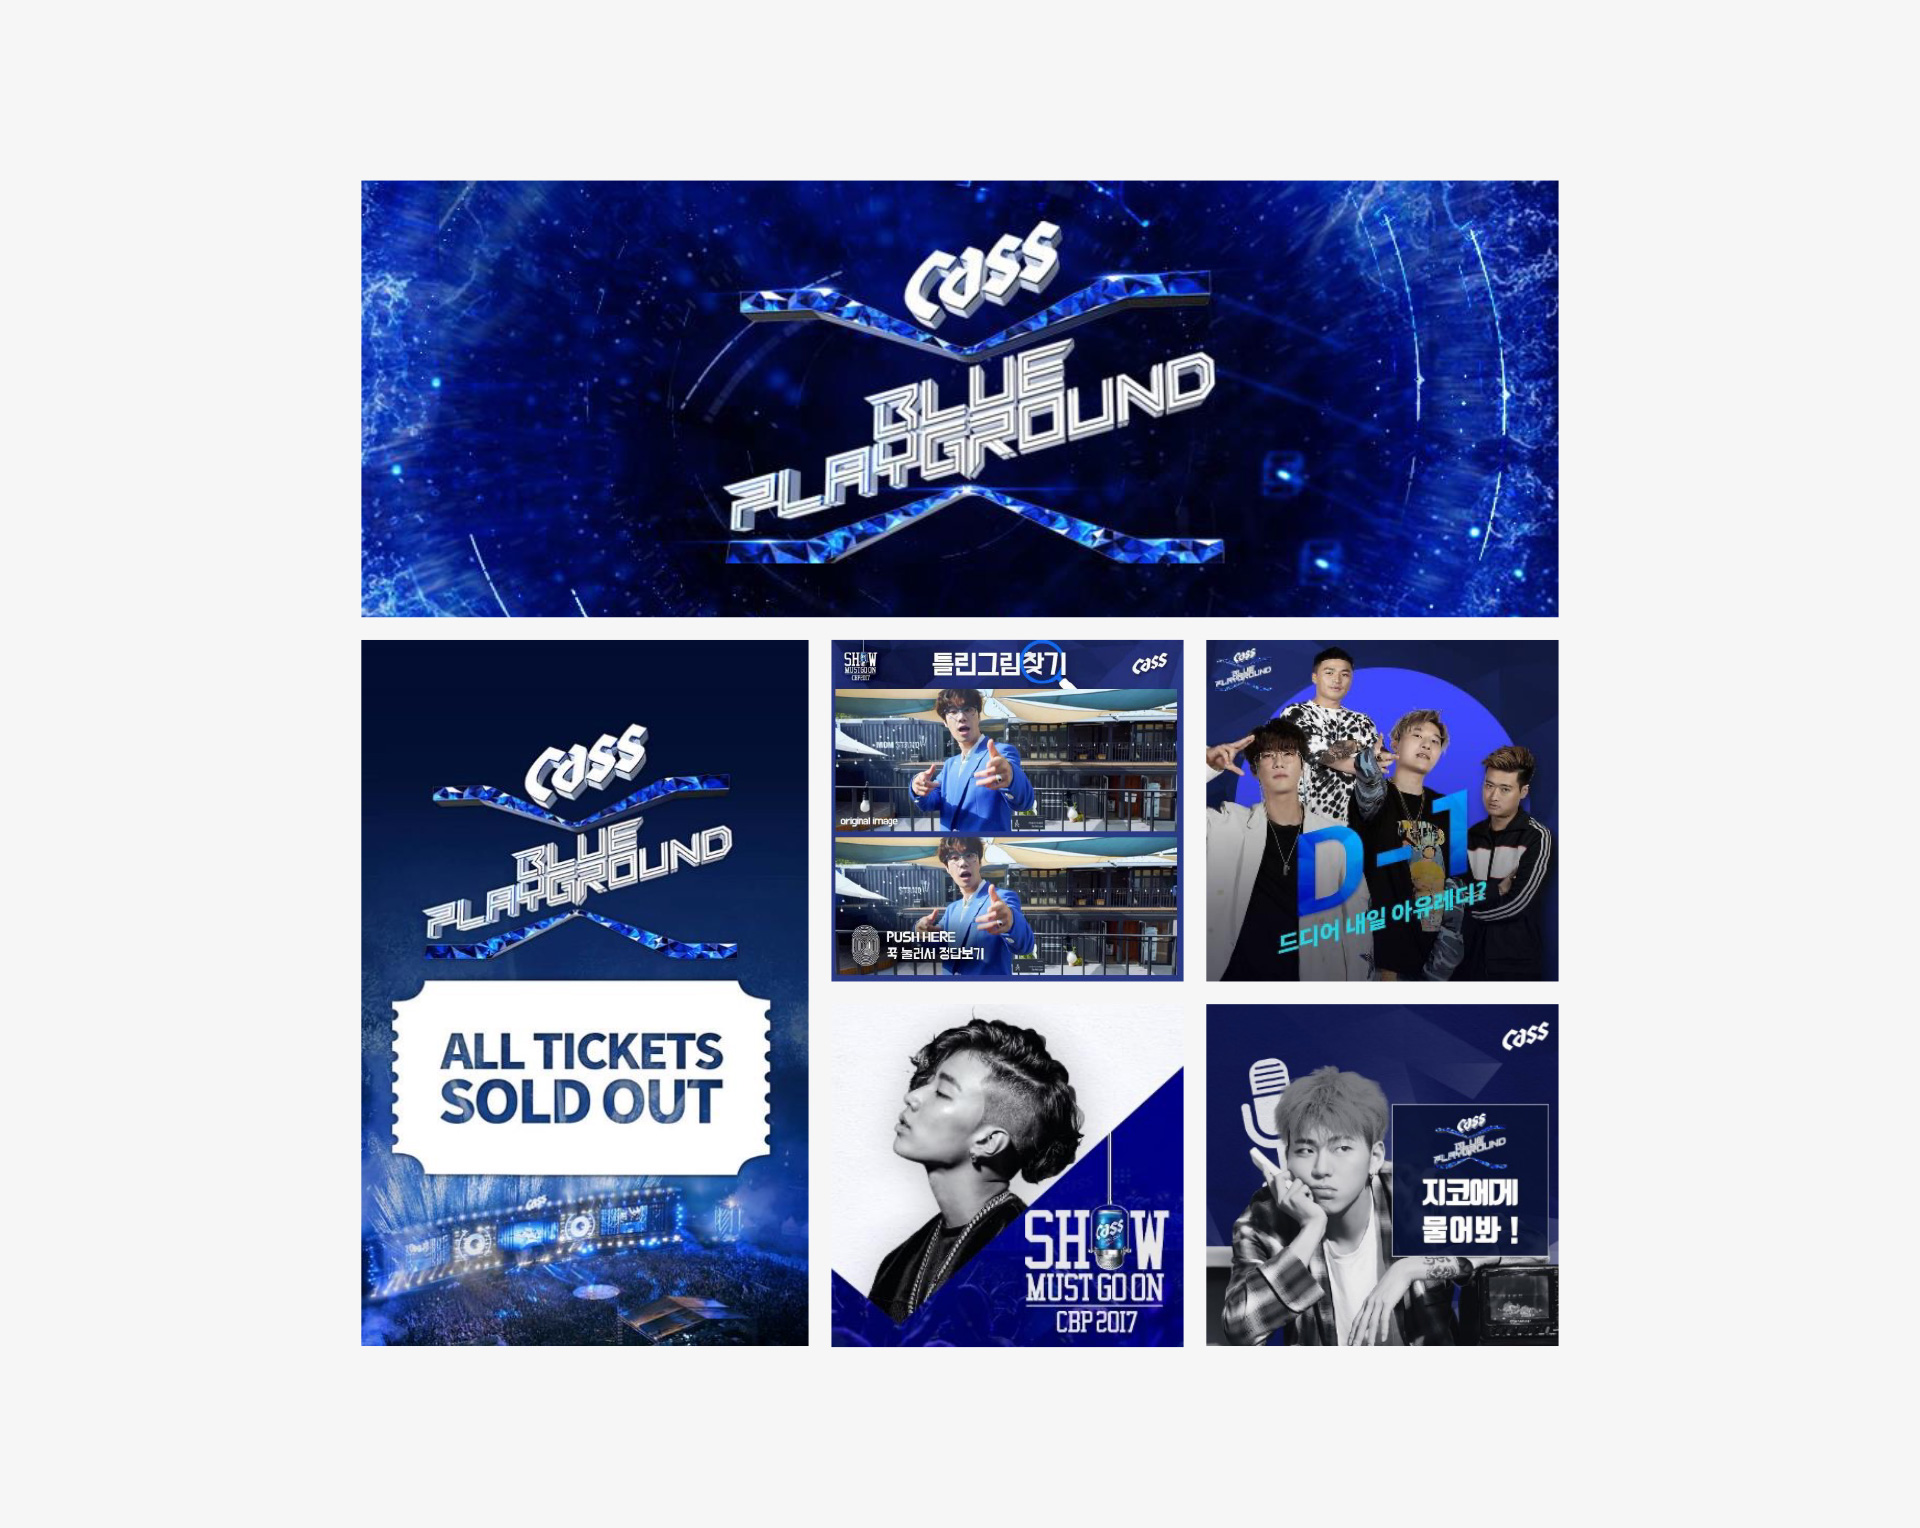 Cass
BLUE
PLAYGROUND
Cass
BLUE
PLAYGROUND
ALL TICKETS
SOLD OUT
SHOW
MUST GO ON
CBP 2017
틀린그림찾기
Cass
original image
PUSH HERE
꾹 눌러서 정답보기
Cass
BLUE
PLAYGROUND
D-1
드디어 내일 아유레디?
SHOW
Cass
MUST GO ON
CBP 2017
Cass
Cass
BLUE
PLAYGROUND
지코에게
물어봐 !